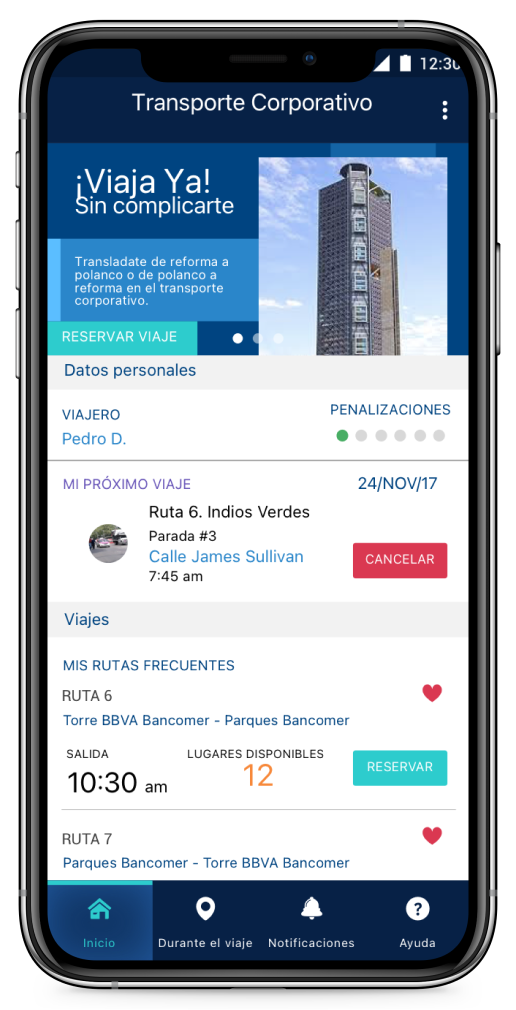 12:30
Transporte Corporativo
¡Viaja Ya!
Sin complicarte
Transladate de reforma a
polanco o de polanco a
reforma en el transporte
corporativo.
RESERVAR VIAJE
Datos personales
VIAJERO
PENALIZACIONES
Pedro D.
MI PRÓXIMO VIAJE
24/NOV/17
Ruta 6. Indios Verdes
Parada #3
Calle James Sullivan
7:45 am
CANCELAR
Viajes
MIS RUTAS FRECUENTES
RUTA 6
Torre BBVA Bancomer - Parques Bancomer
SALIDA
LUGARES DISPONIBLES
10:30 am
12
RESERVAR
RUTA 7
Parques Bancomer - Torre BBVA Bancomer
Inicio
Durante el viaje
Notificaciones
Ayuda